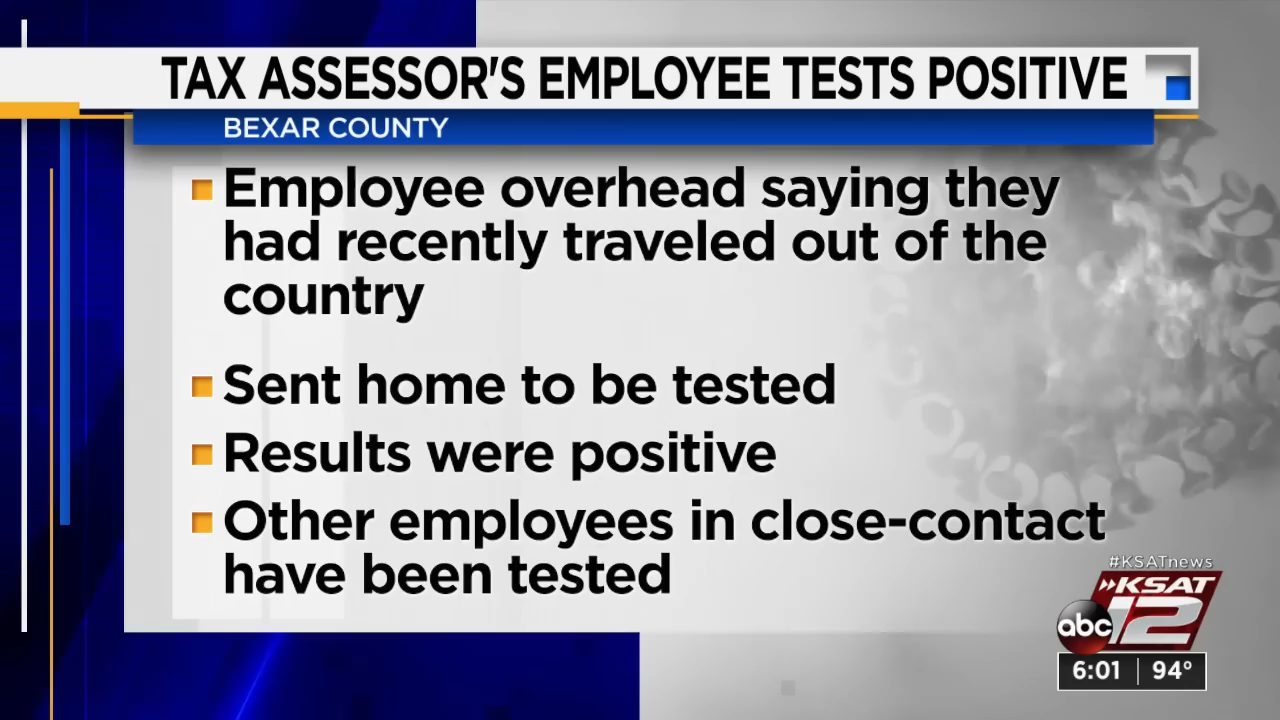 TAX ASSESSOR'S EMPLOYEE TESTS POSITIVE
BEXAR COUNTY
Employee overhead saying they
had recently traveled out of the
country
Sent home to be tested
Results were positive
Other employees in close-contact
have been tested
#KSATnews
KSAT
abc 12
6:01 94°